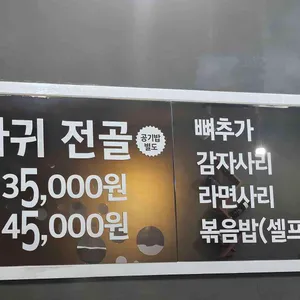 귀 전골
공기밥
별도
35,000원
45,000원
뼈추가
감자사리
라면사리
볶음밥(셀프